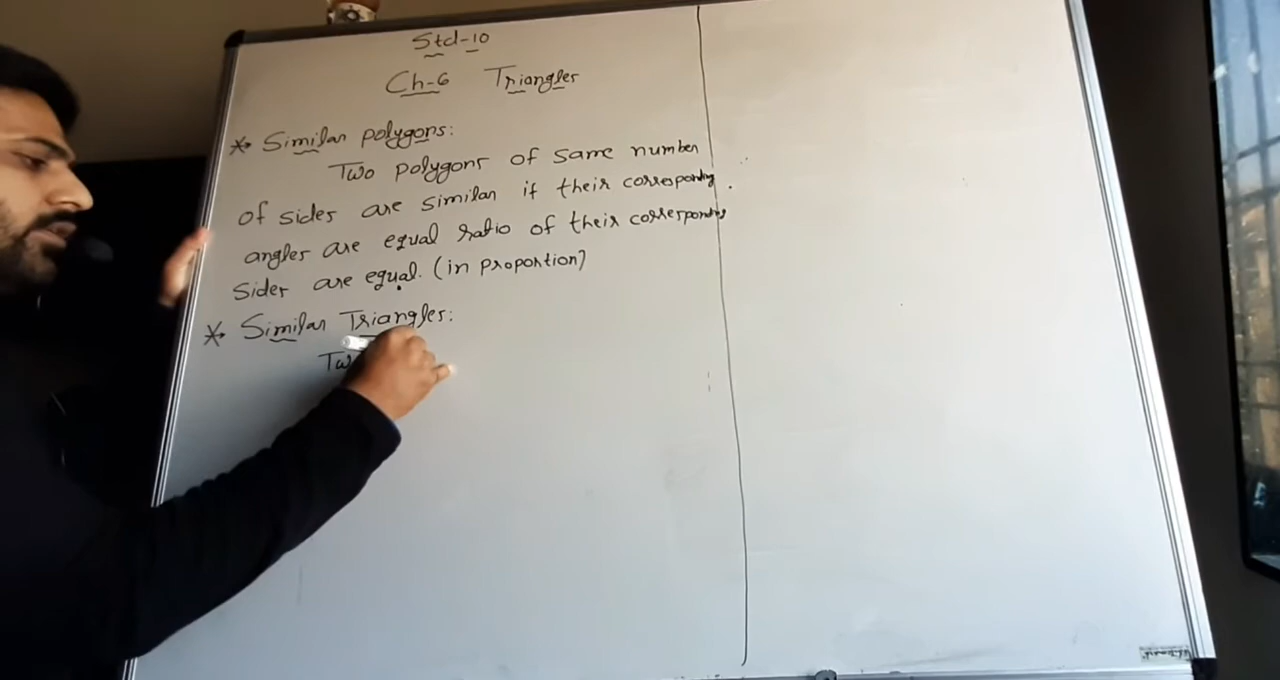 Std-10
Ch-6 Triangles
* Similar polygons:
Two polygons of same number
of sides are similar if their corresponding
angles are equal ratio of their corresponding
sides are equal. (in proportion)
* Similar Triangles:
Tw